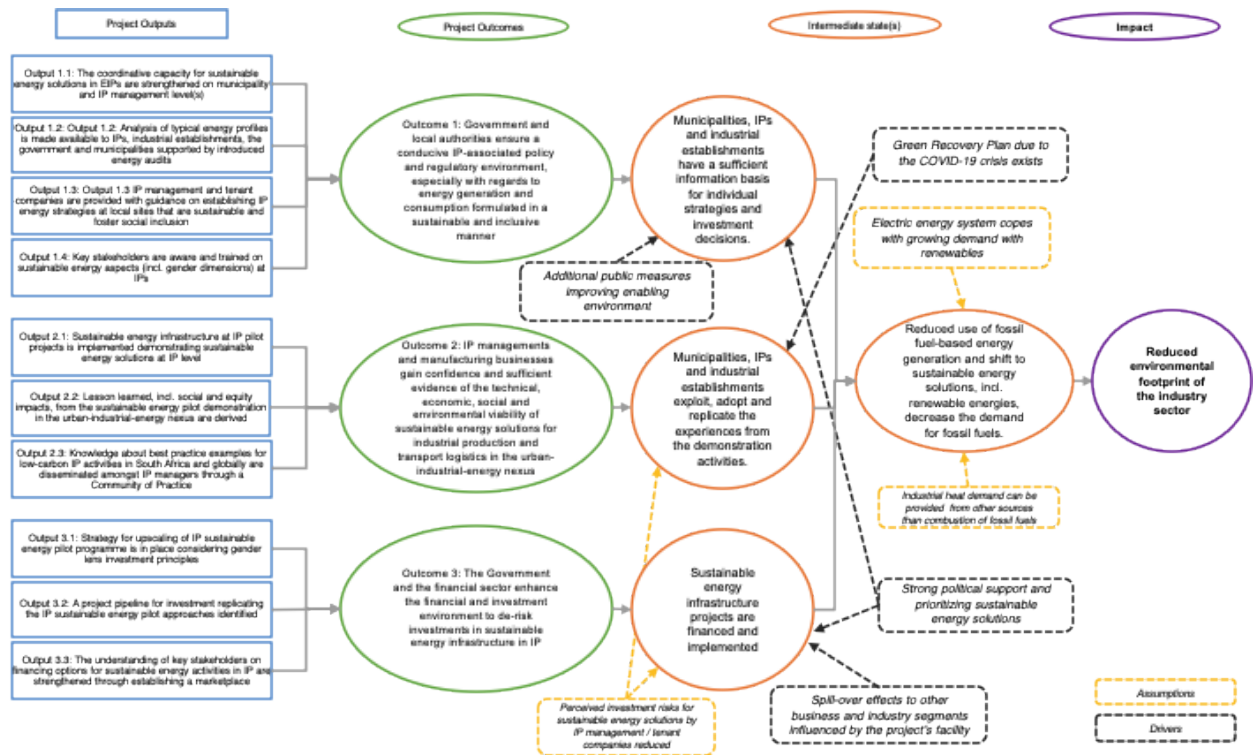 Project Outputs
Project Outcomes
Intermediate state(s)
Impact
Output 1.1: The coordinative capacity for sustainable
energy solutions in EIPs are strengthened on municipality
and IP management level(s)
Output 1.2: Output 1.2: Analysis of typical energy profiles
is made available to IPs, industrial establishments, the
government and municipalities supported by introduced
energy audits
Output 1.3: Output 1.3 IP management and tenant
companies are provided with guidance on establishing IP
energy strategies at local sites that are sustainable and
foster social inclusion
Output 1.4: Key stakeholders are aware and trained on
sustainable energy aspects (incl. gender dimensions) at
IPs
Outcome 1: Government and
local authorities ensure a
conducive IP-associated policy
and regulatory environment,
especially with regards to
energy generation and
consumption formulated in a
sustainable and inclusive
manner
Municipalities, IPs
and industrial
establishments
have a sufficient
information basis
for individual
strategies and
investment
decisions.
Green Recovery Plan due to
the COVID-19 crisis exists
Electric energy system copes
with growing demand with
renewables
Additional public measures
improving enabling
environment
Output 2.1: Sustainable energy infrastructure at IP pilot
projects is implemented demonstrating sustainable
energy solutions at IP level
Output 2.2: Lesson learned, incl. social and equity
impacts, from the sustainable energy pilot demonstration
in the urban-industrial-energy nexus are derived
Output 2.3: Knowledge about best practice examples for
low-carbon IP activities in South Africa and globally are
disseminated amongst IP managers through a
Community of Practice
Outcome 2: IP managements
and manufacturing businesses
gain confidence and sufficient
evidence of the technical,
economic, social and
environmental viability of
sustainable energy solutions for
industrial production and
transport logistics in the urban-
industrial-energy nexus
Municipalities, IPs
and industrial
establishments
exploit, adopt and
replicate the
experiences from
the demonstration
activities.
Reduced use of fossil
fuel-based energy
generation and shift to
sustainable energy
solutions, incl.
renewable energies,
decrease the demand
for fossil fuels.
Reduced
environmental
footprint of
the industry
sector
Industrial heat demand can be
provided from other sources
than combustion of fossil fuels
Output 3.1: Strategy for upscaling of IP sustainable
energy pilot programme is in place considering gender
lens investment principles
Output 3.2: A project pipeline for investment replicating
the IP sustainable energy pilot approaches identified
Output 3.3: The understanding of key stakeholders on
financing options for sustainable energy activities in IP are
strengthened through establishing a marketplace
Outcome 3: The Government
and the financial sector enhance
the financial and investment
environment to de-risk
investments in sustainable
energy infrastructure in IP
Sustainable
energy
infrastructure
projects are
financed and
implemented
Strong political support and
prioritizing sustainable
energy solutions
Perceived investment risks for
sustainable energy solutions by
IP management / tenant
companies reduced
Spill-over effects to other
business and industry segments
influenced by the project's facility
Assumptions
Drivers